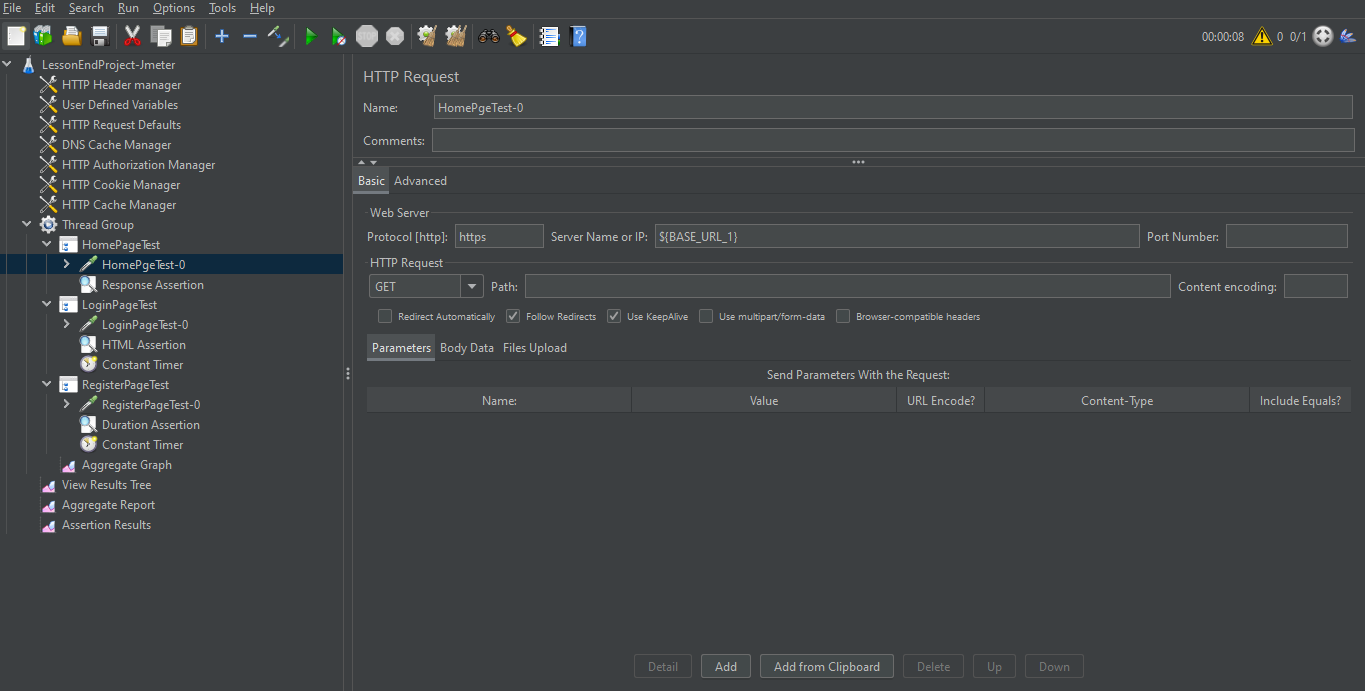 File Edit Search Run Options Tools Help
00:00:08 0 0/1
LessonEndProject-Jmeter
HTTP Header manager
User Defined Variables
HTTP Request Defaults
DNS Cache Manager
HTTP Authorization Manager
HTTP Cookie Manager
HTTP Cache Manager
Thread Group
HomePageTest
HomePgeTest-0
Response Assertion
LoginPageTest
LoginPageTest-0
HTML Assertion
Constant Timer
RegisterPageTest
RegisterPageTest-0
Duration Assertion
Constant Timer
Aggregate Graph
View Results Tree
Aggregate Report
Assertion Results
HTTP Request
Name: HomePgeTest-0
Comments:
Basic Advanced
Web Server
Protocol [http]: https Server Name or IP: ${BASE_URL_1} Port Number:
HTTP Request
GET Path: Content encoding:
Redirect Automatically Follow Redirects Use KeepAlive Use multipart/form-data Browser-compatible headers
Parameters Body Data Files Upload
Send Parameters With the Request:
Name: Value URL Encode? Content-Type Include Equals?
Detail Add Add from Clipboard Delete Up Down